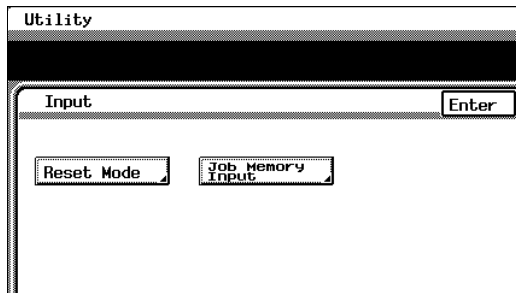 Utility
Input
Enter
Reset Mode
Job Memory
Input